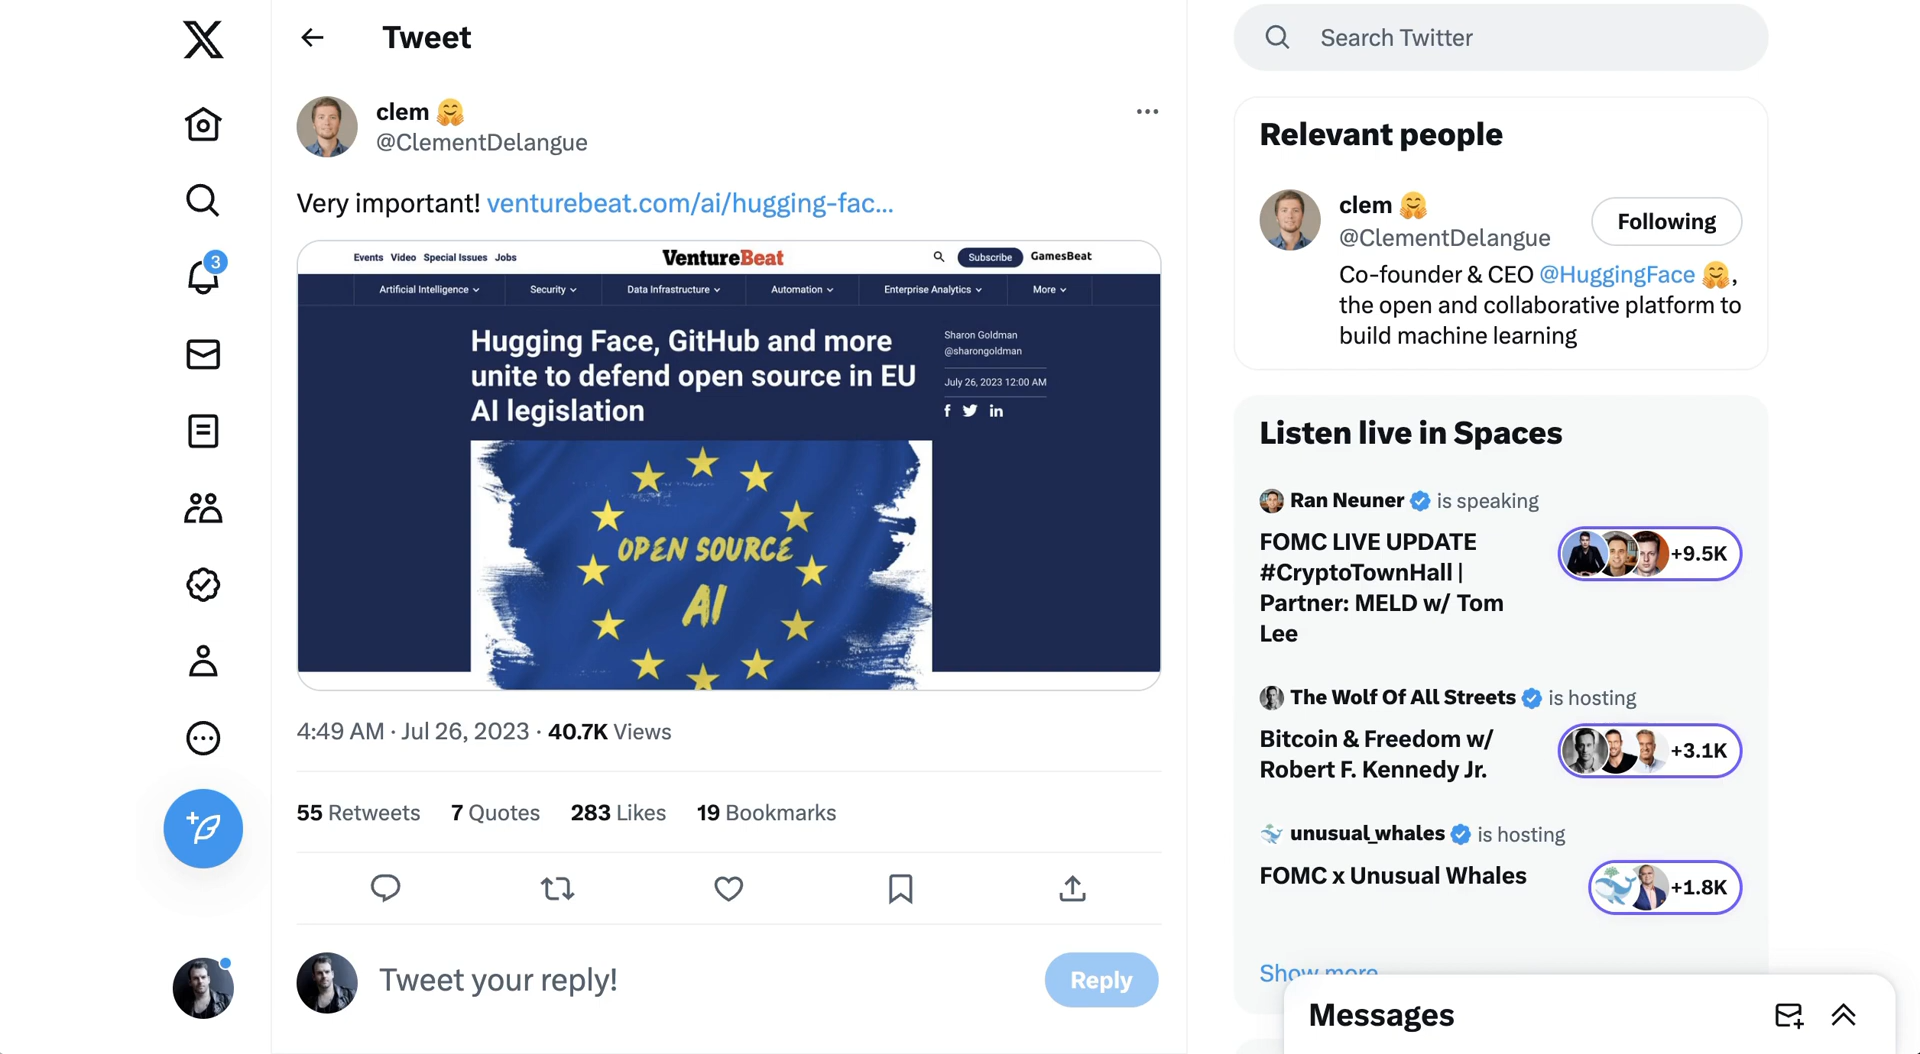 Tweet
clem 🤗
@ClementDelangue
Very important! venturebeat.com/ai/hugging-fac...
Events Video Special Issues Jobs
VentureBeat
Subscribe
GamesBeat
Artificial Intelligence
Security
Data Infrastructure
Automation
Enterprise Analytics
More
Hugging Face, GitHub and more
unite to defend open source in EU
AI legislation
Sharon Goldman
@sharongoldman
July 26, 2023 12:00 AM
OPEN SOURCE
AI
4:49 AM · Jul 26, 2023 · 40.7K Views
55 Retweets 7 Quotes 283 Likes 19 Bookmarks
Tweet your reply!
Reply
3
Search Twitter
Relevant people
clem 🤗
@ClementDelangue
Following
Co-founder & CEO @HuggingFace 🤗,
the open and collaborative platform to
build machine learning
Listen live in Spaces
Ran Neuner is speaking
FOMC LIVE UPDATE
#CryptoTownHall |
Partner: MELD w/ Tom
Lee
+9.5K
The Wolf Of All Streets is hosting
Bitcoin & Freedom w/
Robert F. Kennedy Jr.
+3.1K
unusual_whales is hosting
FOMC x Unusual Whales
+1.8K
Show more
Messages